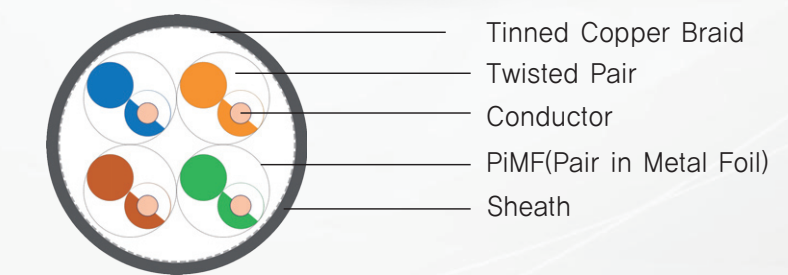 Tinned Copper Braid
Twisted Pair
Conductor
PiMF(Pair in Metal Foil)
Sheath